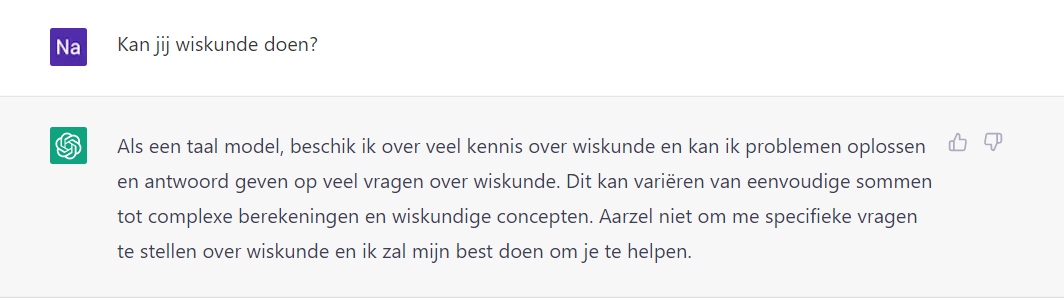 Na
Kan jij wiskunde doen?
Als een taal model, beschik ik over veel kennis over wiskunde en kan ik problemen oplossen
en antwoord geven op veel vragen over wiskunde. Dit kan variëren van eenvoudige sommen
tot complexe berekeningen en wiskundige concepten. Aarzel niet om me specifieke vragen
te stellen over wiskunde en ik zal mijn best doen om je te helpen.